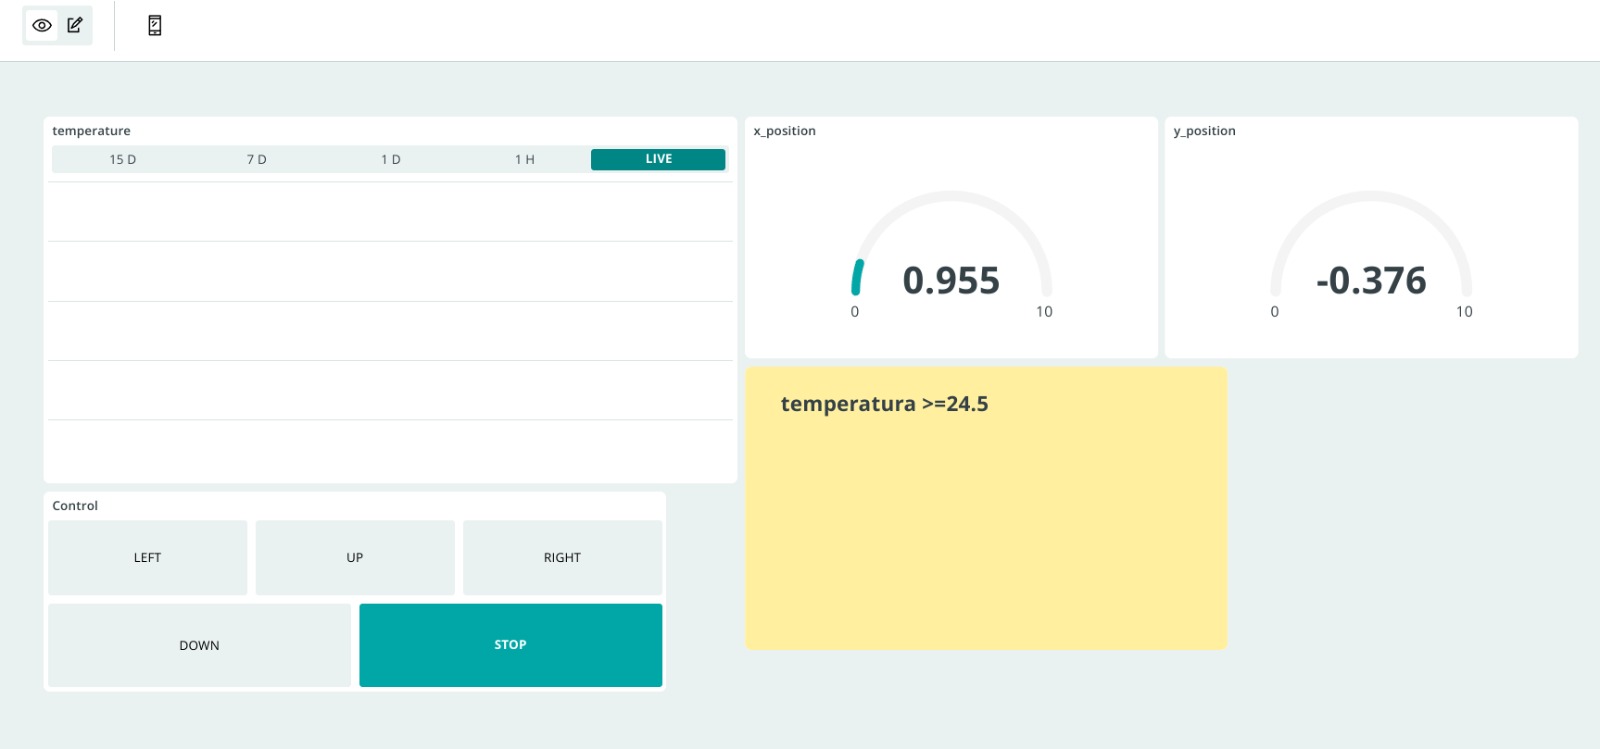 temperature
15 D 7 D 1 D 1 H LIVE
x_position
0.955
0 10
y_position
-0.376
0 10
temperatura >=24.5
Control
LEFT UP RIGHT
DOWN STOP